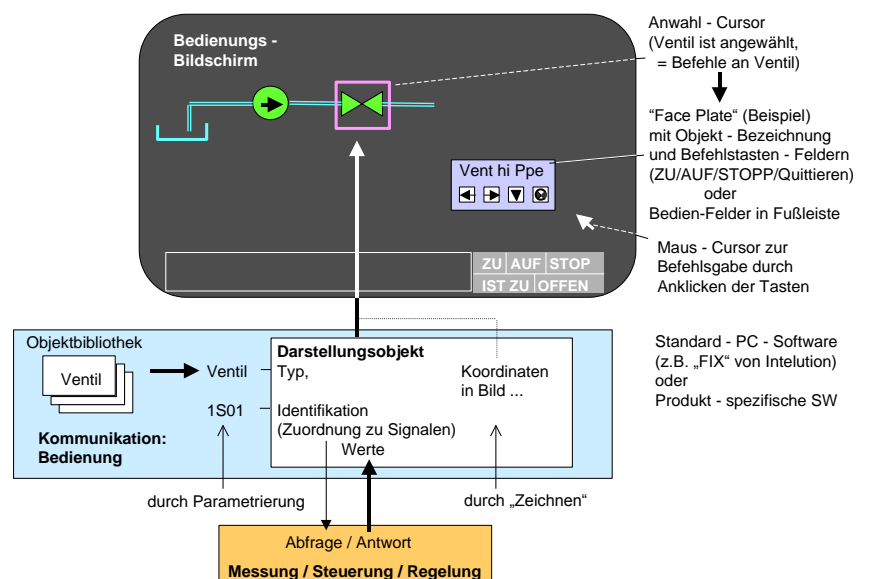 Bedienungs -
Bildschirm
Anwahl - Cursor
(Ventil ist angewählt,
= Befehle an Ventil)
"Face Plate“ (Beispiel)
mit Objekt - Bezeichnung
und Befehlstasten - Feldern
(ZU/AUF/STOPP/Quittieren)
oder
Bedien-Felder in Fußleiste
Vent hi Ppe
Maus - Cursor zur
Befehlsgabe durch
Anklicken der Tasten
ZU AUF STOP
IST ZU OFFEN
Objektbibliothek
Ventil
Ventil
1S01
Kommunikation:
Bedienung
Darstellungsobjekt
Typ,
Identifikation
(Zuordnung zu Signalen)
Werte
Koordinaten
in Bild ...
Standard - PC - Software
(z.B. „FIX“ von Intelution)
oder
Produkt - spezifische SW
durch Parametrierung
durch „Zeichnen“
Abfrage / Antwort
Messung / Steuerung / Regelung